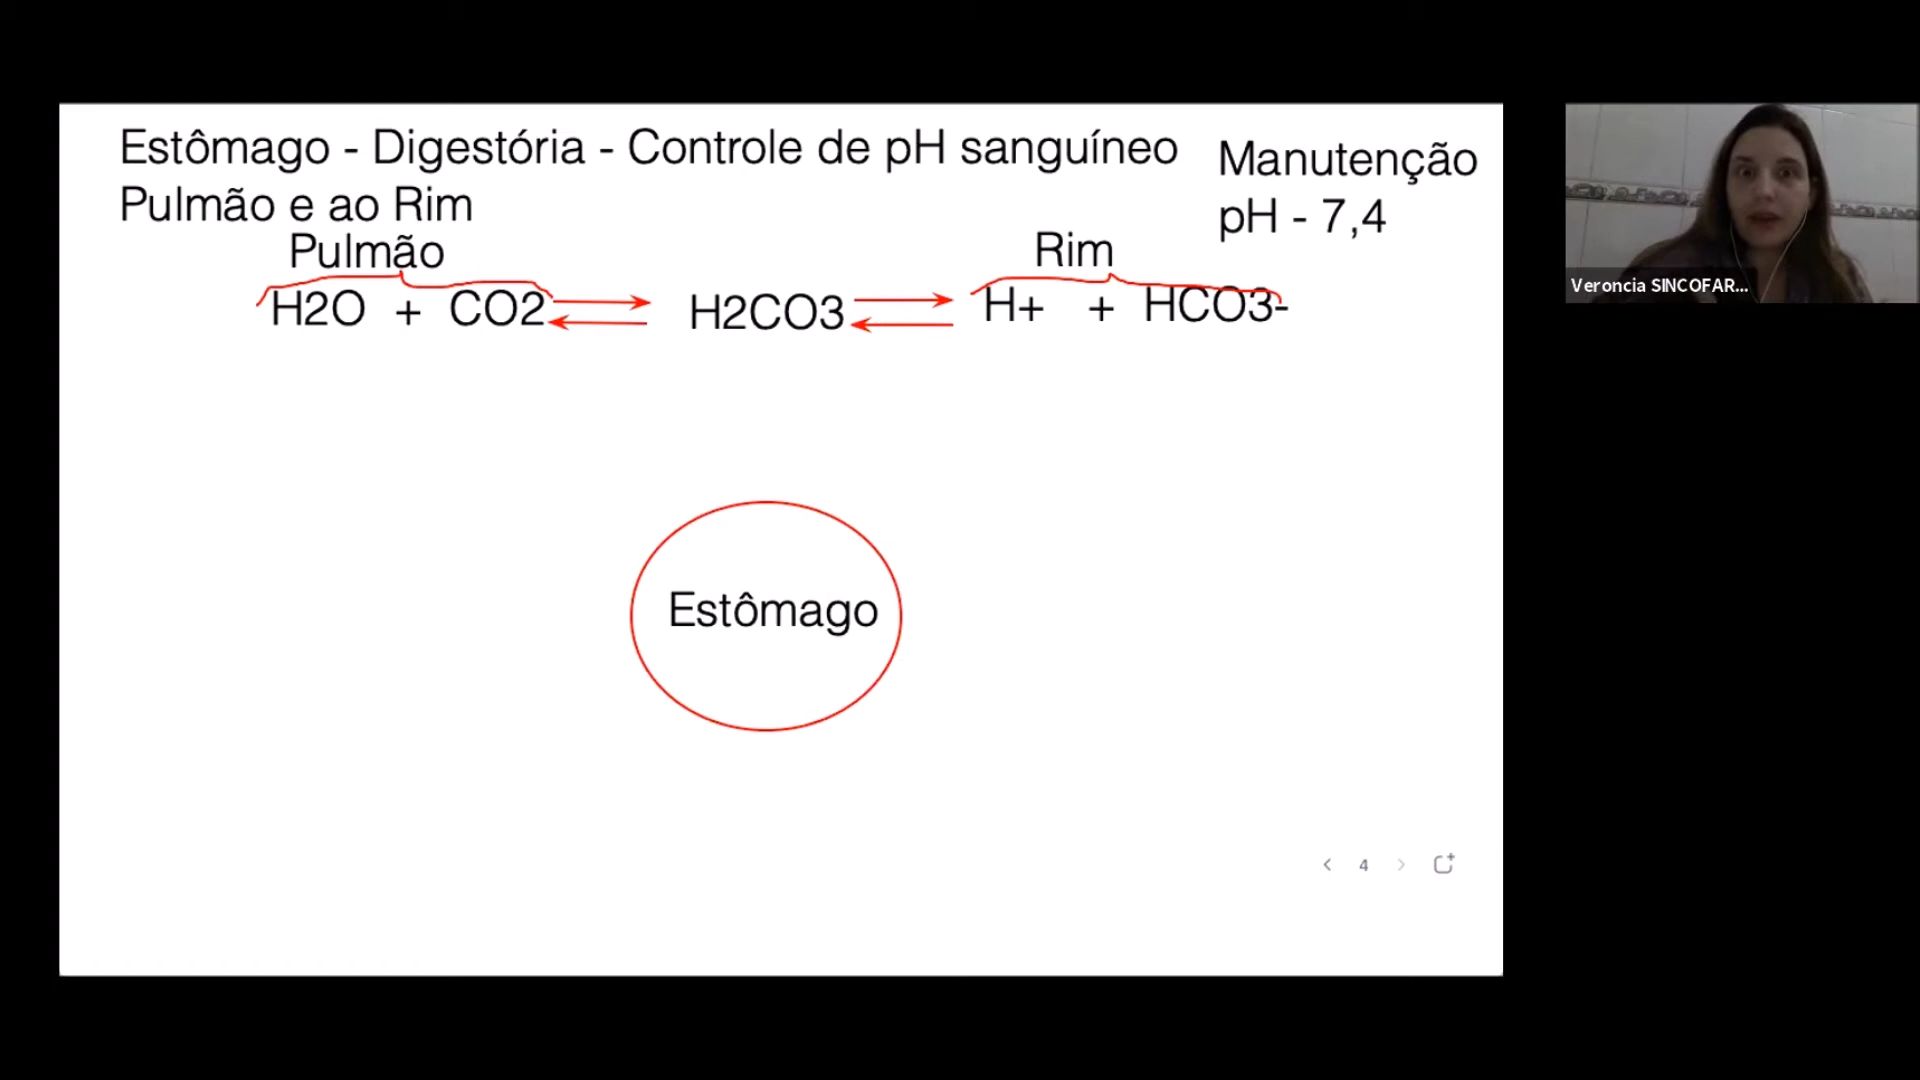 Estômago - Digestória - Controle de pH sanguíneo
Pulmão e ao Rim
Manutenção
pH - 7,4
Pulmão
Rim
H2O + CO2 H2CO3 H+ + HCO3-
Estômago
4
Veroncia SINCOFAR...